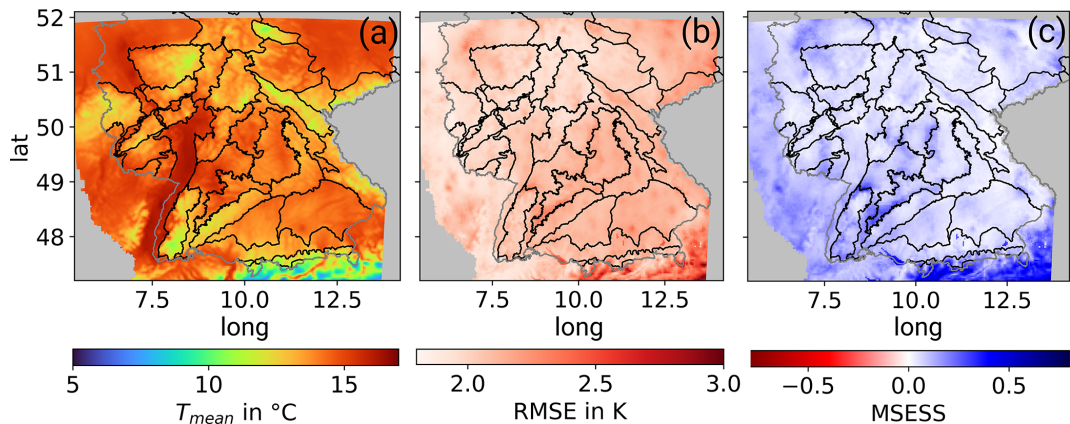 (a)
(b)
(c)
52
51
50
49
48
lat
7.5 10.0 12.5
7.5 10.0 12.5
7.5 10.0 12.5
long
long
long
5 10 15
2.0 2.5 3.0
−0.5 0.0 0.5
T_mean in °C
RMSE in K
MSESS